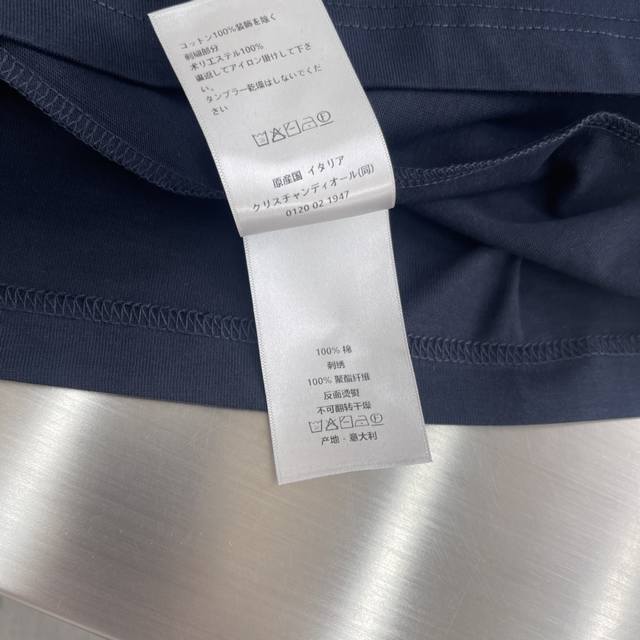 コットン100%装飾を除く
刺繍部分
ポリエステル100%
裏返してアイロン掛けして下さ
い。
タンブラー乾燥はしないでくだ
さい
原産国 イタリア
クリスチャンディオール(同)
0120 02 1947
100% 棉
刺绣
100% 聚酯纤维
反面烫熨
不可翻转干燥
产地 : 意大利